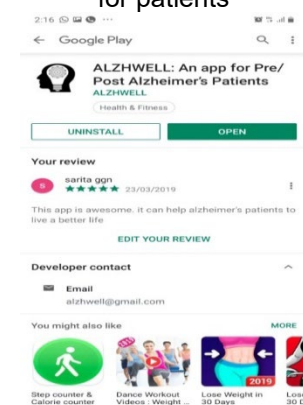 for patients
2:16
Google Play
ALZHWELL: An app for Pre/
Post Alzheimer's Patients
ALZHWELL
Health & Fitness
UNINSTALL OPEN
Your review
s sarita ggn
23/03/2019
This app is awesome. it can help alzheimer's patients to
live a better life
EDIT YOUR REVIEW
Developer contact
Email
alzhwell@gmail.com
You might also like MORE
2019
Step counter & Dance Workout Lose Weight in
Calorie counter Videos : Weight ... 30 Days